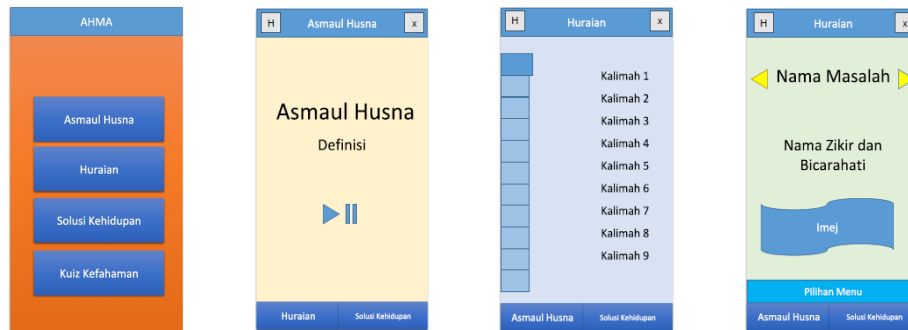 AHMA
Asmaul Husna
Huraian
Solusi Kehidupan
Kuiz Kefahaman
H
Asmaul Husna
x
Asmaul Husna
Definisi
Huraian
Solusi Kehidupan
H
Huraian
x
Kalimah 1
Kalimah 2
Kalimah 3
Kalimah 4
Kalimah 5
Kalimah 6
Kalimah 7
Kalimah 8
Kalimah 9
Asmaul Husna
Solusi Kehidupan
H
Huraian
x
Nama Masalah
Nama Zikir dan
Bicarahati
Imej
Pilihan Menu
Asmaul Husna
Solusi Kehidupan